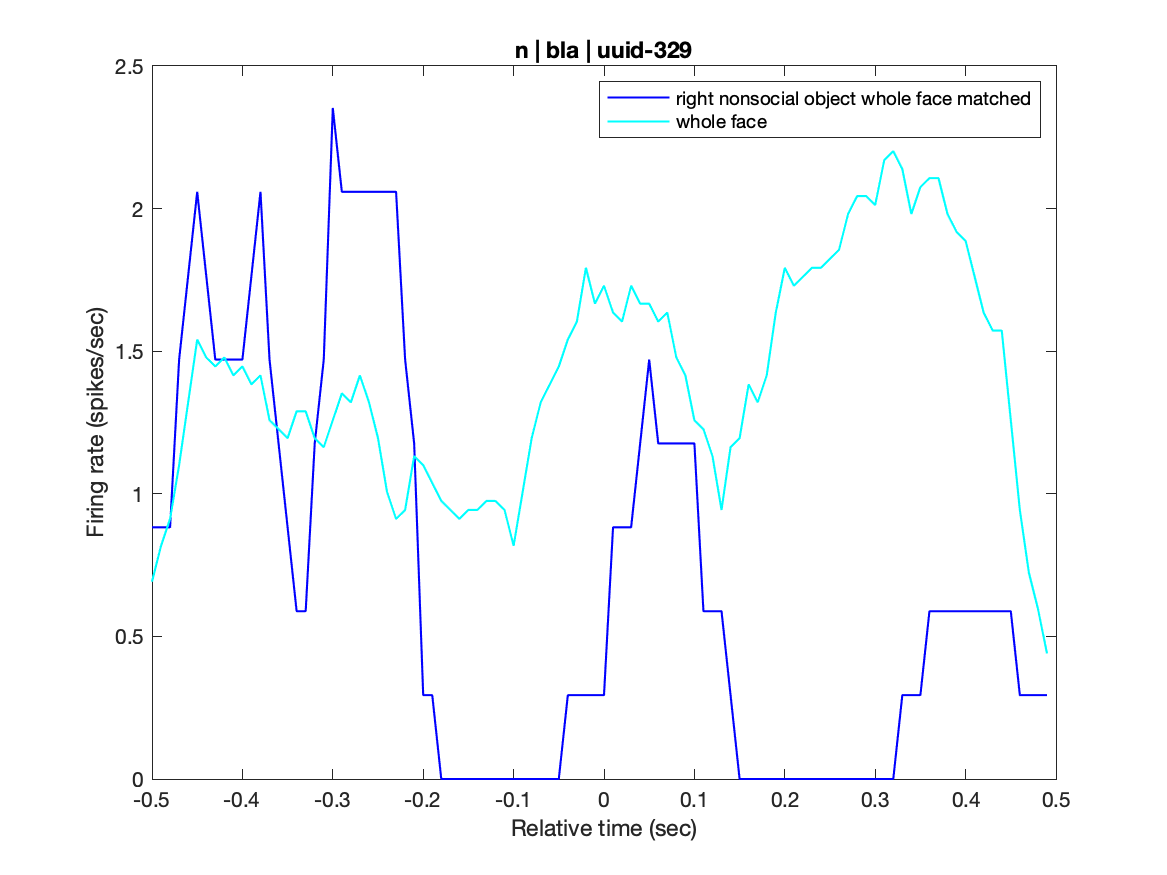 n | bla | uuid-329
right nonsocial object whole face matched
whole face
Firing rate (spikes/sec)
2.5
2
1.5
1
0.5
0
-0.5 -0.4 -0.3 -0.2 -0.1 0 0.1 0.2 0.3 0.4 0.5
Relative time (sec)